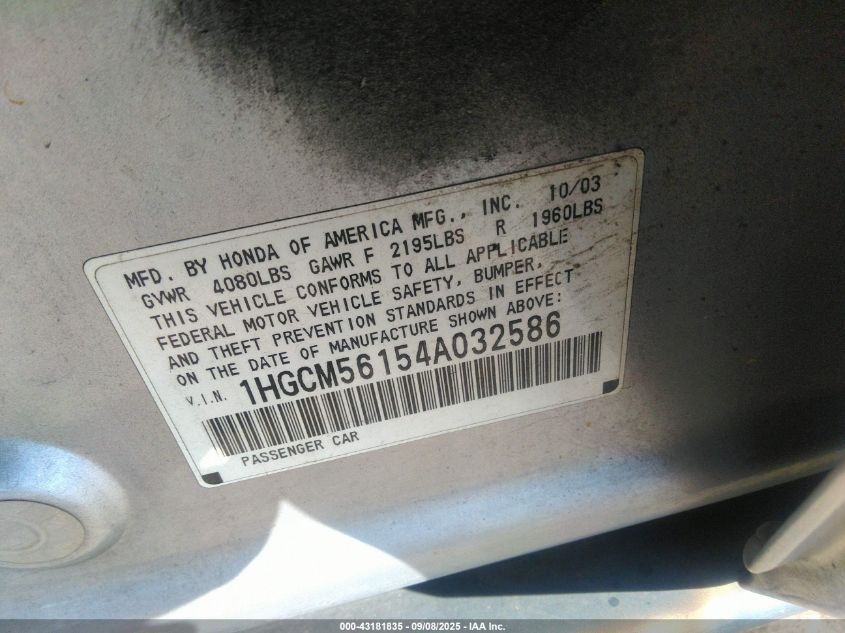 MFD. BY HONDA OF AMERICA MFG., INC. 10/03
GVWR 4080LBS GAWR F 2195LBS R 1960LBS
THIS VEHICLE CONFORMS TO ALL APPLICABLE
FEDERAL MOTOR VEHICLE SAFETY, BUMPER,
AND THEFT PREVENTION STANDARDS IN EFFECT
ON THE DATE OF MANUFACTURE SHOWN ABOVE:
V.I.N. 1HGCM56154A032586
PASSENGER CAR
000-43181835 - 09/08/2025 - IAA Inc.